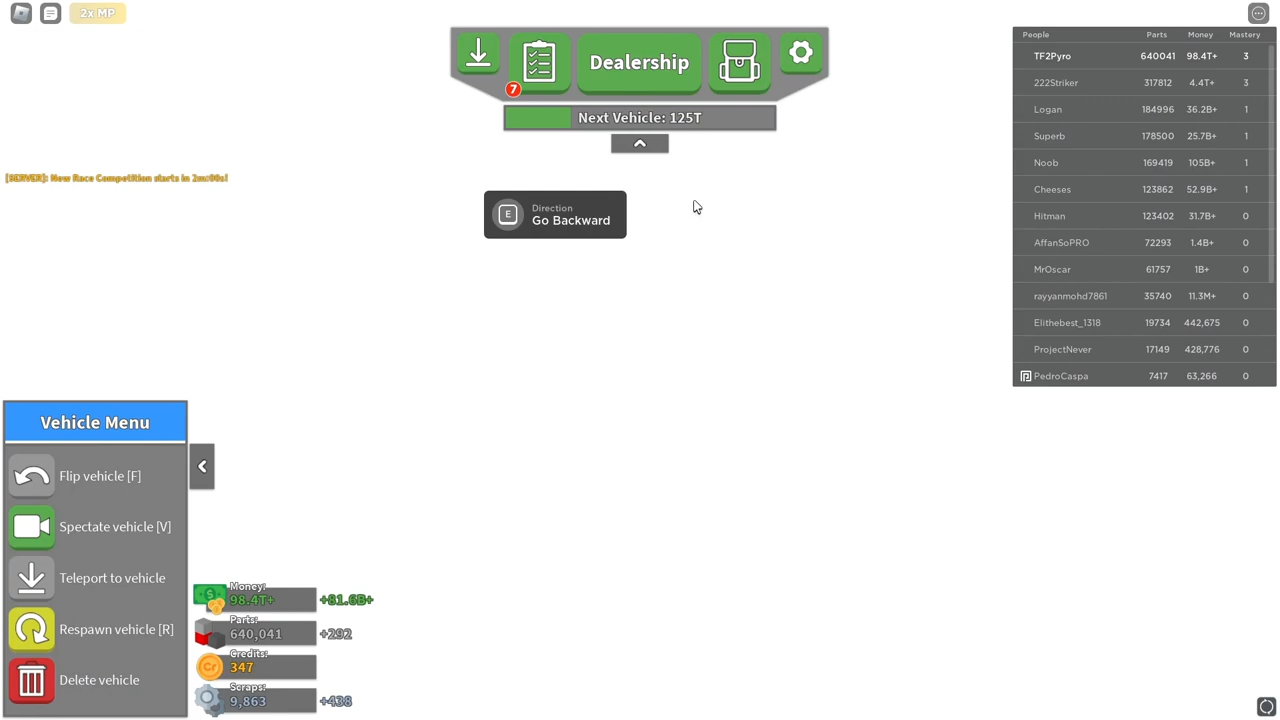 2x MP
Dealership
7
Next Vehicle: 125T
[SERVER]: New Race Competition starts in 2m:00s!
E
Direction
Go Backward
People Parts Money Mastery
TF2Pyro 640041 98.4T+ 3
222Striker 317812 4.4T+ 3
Logan 184996 36.2B+ 1
Superb 178500 25.7B+ 1
Noob 169419 105B+ 1
Cheeses 123862 52.9B+ 1
Hitman 123402 31.7B+ 0
AffanSoPRO 72293 1.4B+ 0
MrOscar 61757 1B+ 0
rayyanmohd7861 35740 11.3M+ 0
Elithebest_1318 19734 442,675 0
ProjectNever 17149 428,776 0
PedroCaspa 7417 63,266 0
Vehicle Menu
Flip vehicle [F]
Spectate vehicle [V]
Teleport to vehicle
Respawn vehicle [R]
Delete vehicle
Money:
98.4T+ +81.6B+
Parts:
640,041 +292
Credits:
Cr 347
Scraps:
9,863 +438